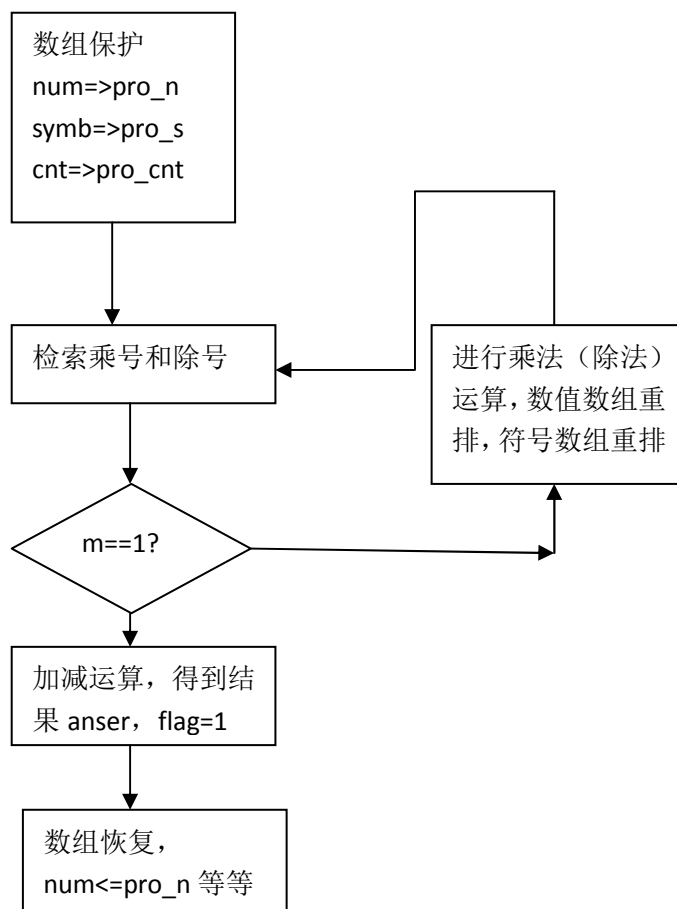 数组保护
num=>pro_n
symb=>pro_s
cnt=>pro_cnt
检索乘号和除号
进行乘法（除法）
运算，数值数组重
排，符号数组重排
m==1?
加减运算，得到结
果 anser，flag=1
数组恢复，
num<=pro_n 等等